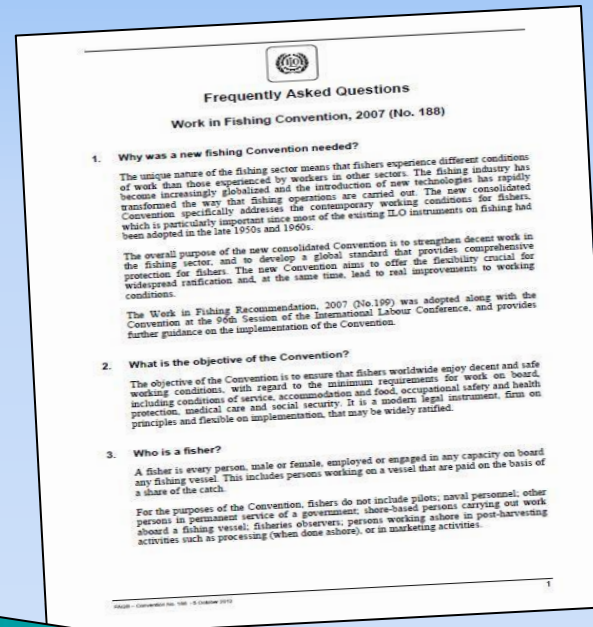 Frequently Asked Questions
Work in Fishing Convention, 2007 (No. 188)
1. Why was a new fishing Convention needed?
The unique nature of the fishing sector means that fishers experience different conditions
of work than those experienced by workers in other sectors. The fishing industry has
become increasingly globalized and the introduction of new technologies has rapidly
transformed the way that fishing operations are carried out. The new consolidated
Convention specifically addresses the contemporary working conditions for fishers,
which is particularly important since most of the existing ILO instruments on fishing had
been adopted in the late 1950s and 1960s.
The overall purpose of the new consolidated Convention is to strengthen decent work in
the fishing sector, and to develop a global standard that provides comprehensive
protection for fishers. The new Convention aims to offer the flexibility crucial for
widespread ratification and, at the same time, lead to real improvements to working
conditions.
The Work in Fishing Recommendation, 2007 (No.199) was adopted along with the
Convention at the 96th Session of the International Labour Conference, and provides
further guidance on the implementation of the Convention.
2. What is the objective of the Convention?
The objective of the Convention is to ensure that fishers worldwide enjoy decent and safe
working conditions, with regard to the minimum requirements for work on board,
including conditions of service, accommodation and food, occupational safety and health
protection, medical care and social security. It is a modern legal instrument, firm on
principles and flexible on implementation, that may be widely ratified.
3. Who is a fisher?
A fisher is every person, male or female, employed or engaged in any capacity on board
any fishing vessel. This includes persons working on a vessel that are paid on the basis of
a share of the catch.
For the purposes of the Convention, fishers do not include pilots; naval personnel; other
persons in permanent service of a government; shore-based persons carrying out work
aboard a fishing vessel; fisheries observers; persons working ashore in post-harvesting
activities such as processing (when done ashore), or in marketing activities.
Convention No. 188 - 5 October 2012
1